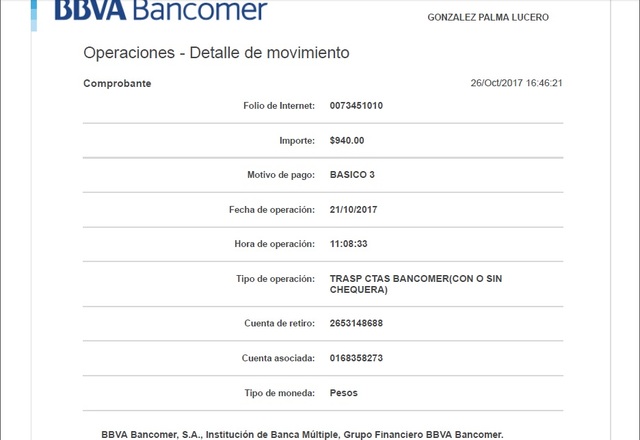 BBVA Bancomer
GONZALEZ PALMA LUCERO
Operaciones - Detalle de movimiento
Comprobante 26/Oct/2017 16:46:21
Folio de Internet: 0073451010
Importe: $940.00
Motivo de pago: BASICO 3
Fecha de operación: 21/10/2017
Hora de operación: 11:08:33
Tipo de operación: TRASP CTAS BANCOMER(CON O SIN
CHEQUERA)
Cuenta de retiro: 2653148688
Cuenta asociada: 0168358273
Tipo de moneda: Pesos
BBVA Bancomer, S.A., Institución de Banca Múltiple, Grupo Financiero BBVA Bancomer.